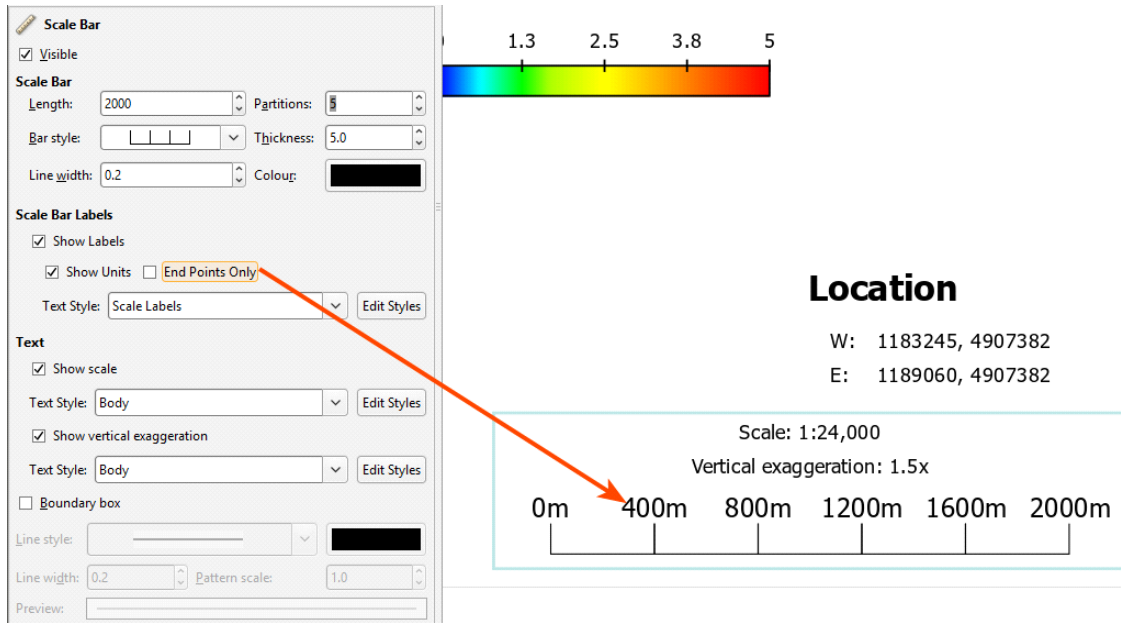 Scale Bar
Visible
Scale Bar
Length: 2000 Partitions: 5
Bar style: Thickness: 5.0
Line width: 0.2 Colour:
Scale Bar Labels
Show Labels
Show Units End Points Only
Text Style: Scale Labels Edit Styles
Text
Show scale
Text Style: Body Edit Styles
Show vertical exaggeration
Text Style: Body Edit Styles
Boundary box
Line style:
Line width: 0.2 Pattern scale: 1.0
Preview:
1.3 2.5 3.8 5
Location
W: 1183245, 4907382
E: 1189060, 4907382
Scale: 1:24,000
Vertical exaggeration: 1.5x
0m 400m 800m 1200m 1600m 2000m